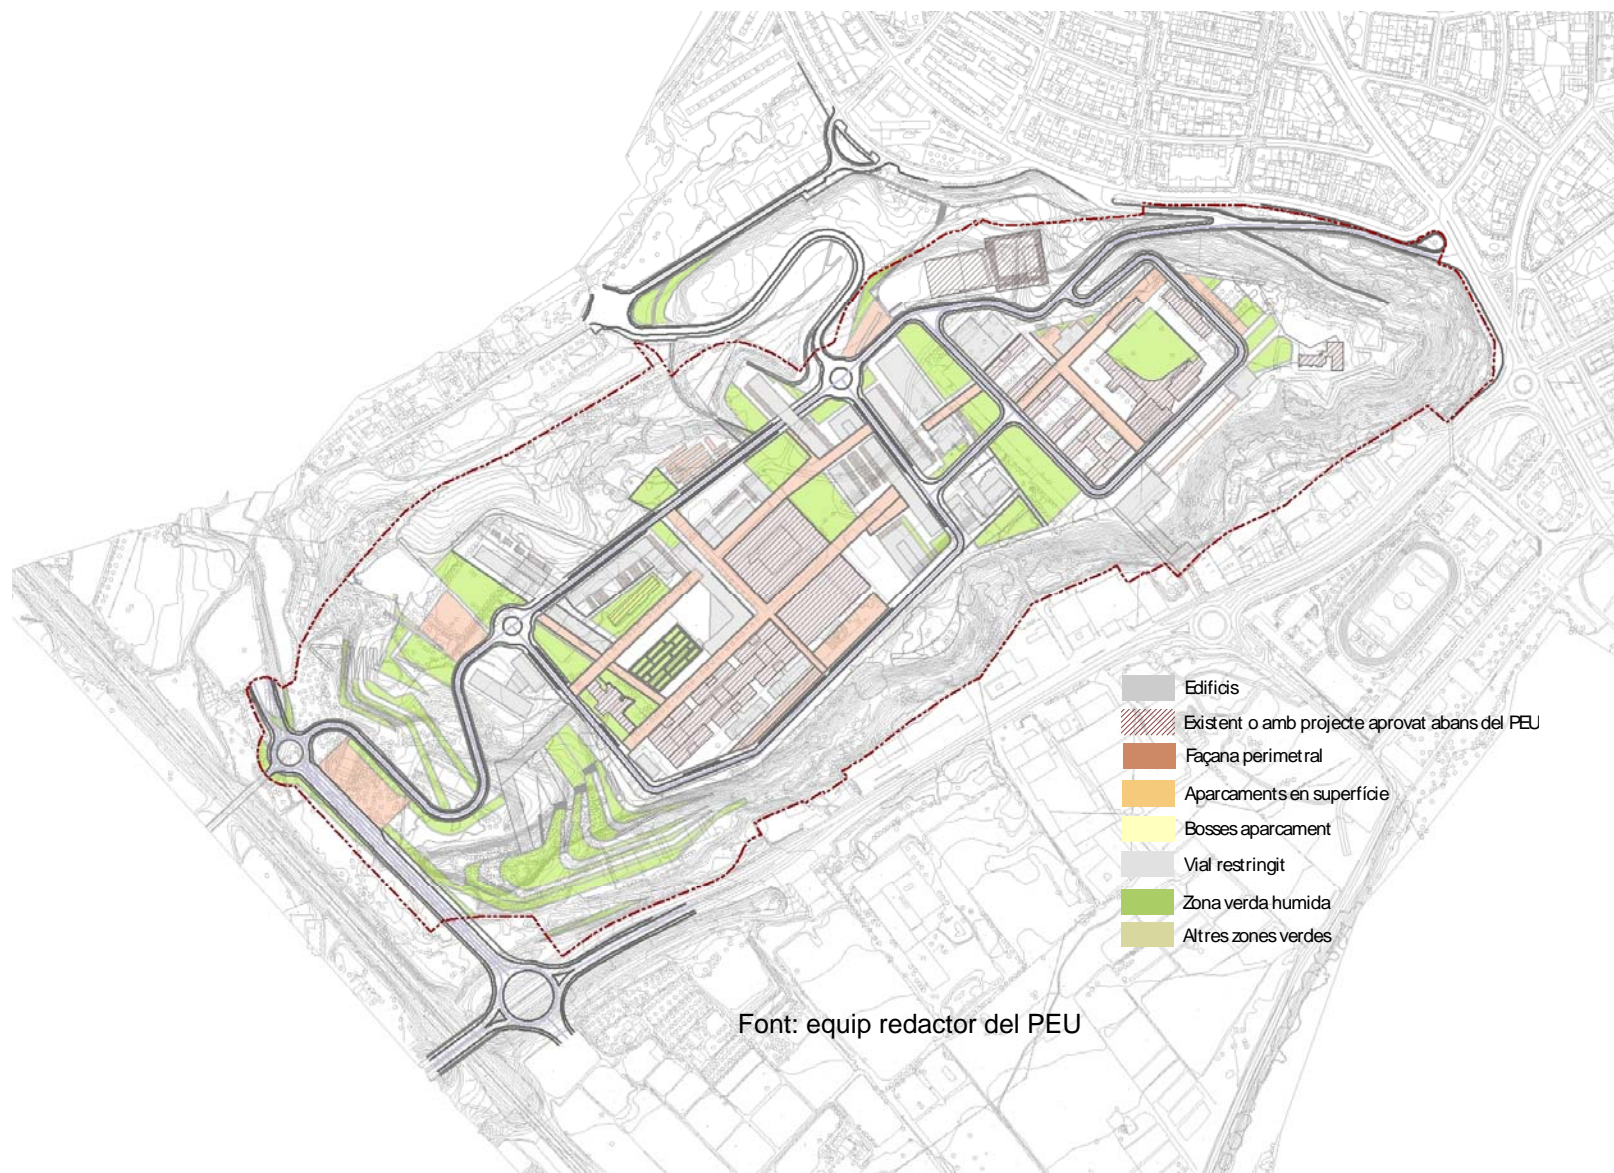 Edificis
Existent o amb projecte aprovat abans del PEU
Façana perimetral
Aparcaments en superfície
Bosses aparcament
Vial restringit
Zona verda humida
Altres zones verdes
Font: equip redactor del PEU